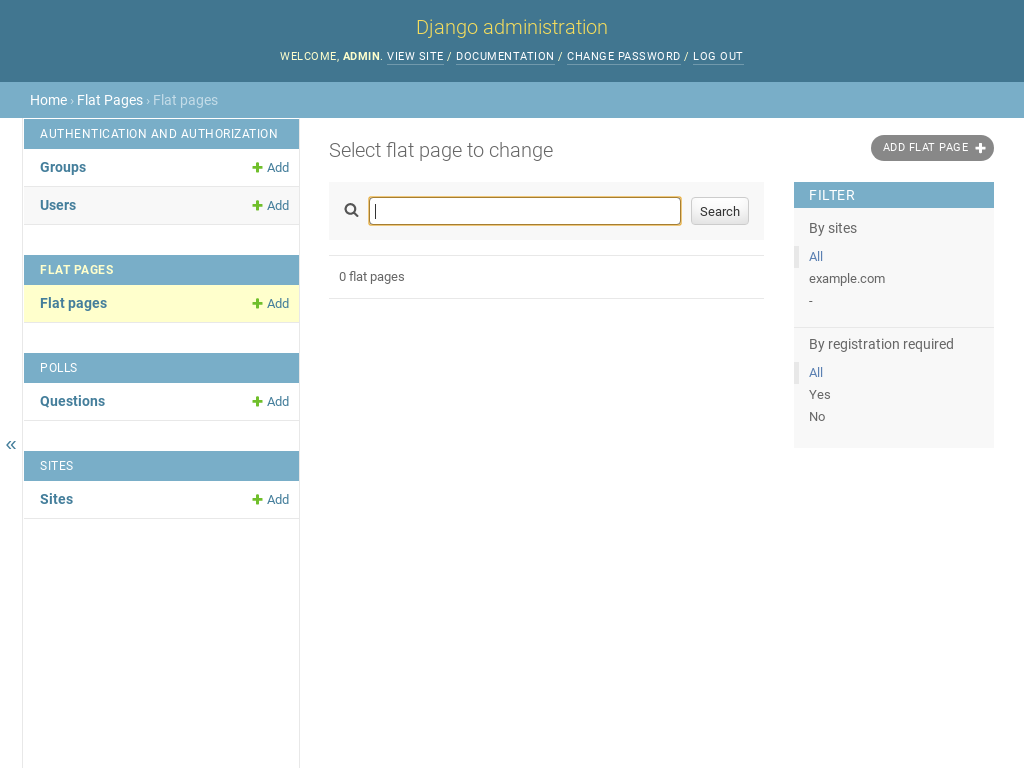 Django administration
WELCOME, ADMIN. VIEW SITE / DOCUMENTATION / CHANGE PASSWORD / LOG OUT
Home › Flat Pages › Flat pages
AUTHENTICATION AND AUTHORIZATION
Groups Add
Users Add
FLAT PAGES
Flat pages Add
POLLS
Questions Add
SITES
Sites Add
«
Select flat page to change
ADD FLAT PAGE
Search
0 flat pages
FILTER
By sites
All
example.com
-
By registration required
All
Yes
No